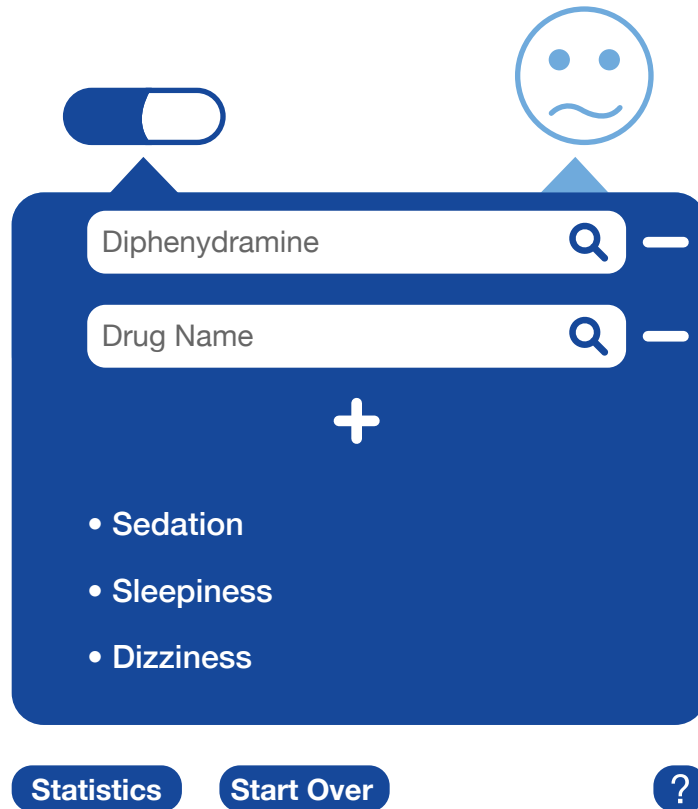 Diphenydramine
Drug Name
• Sedation
• Sleepiness
• Dizziness
Statistics
Start Over
?